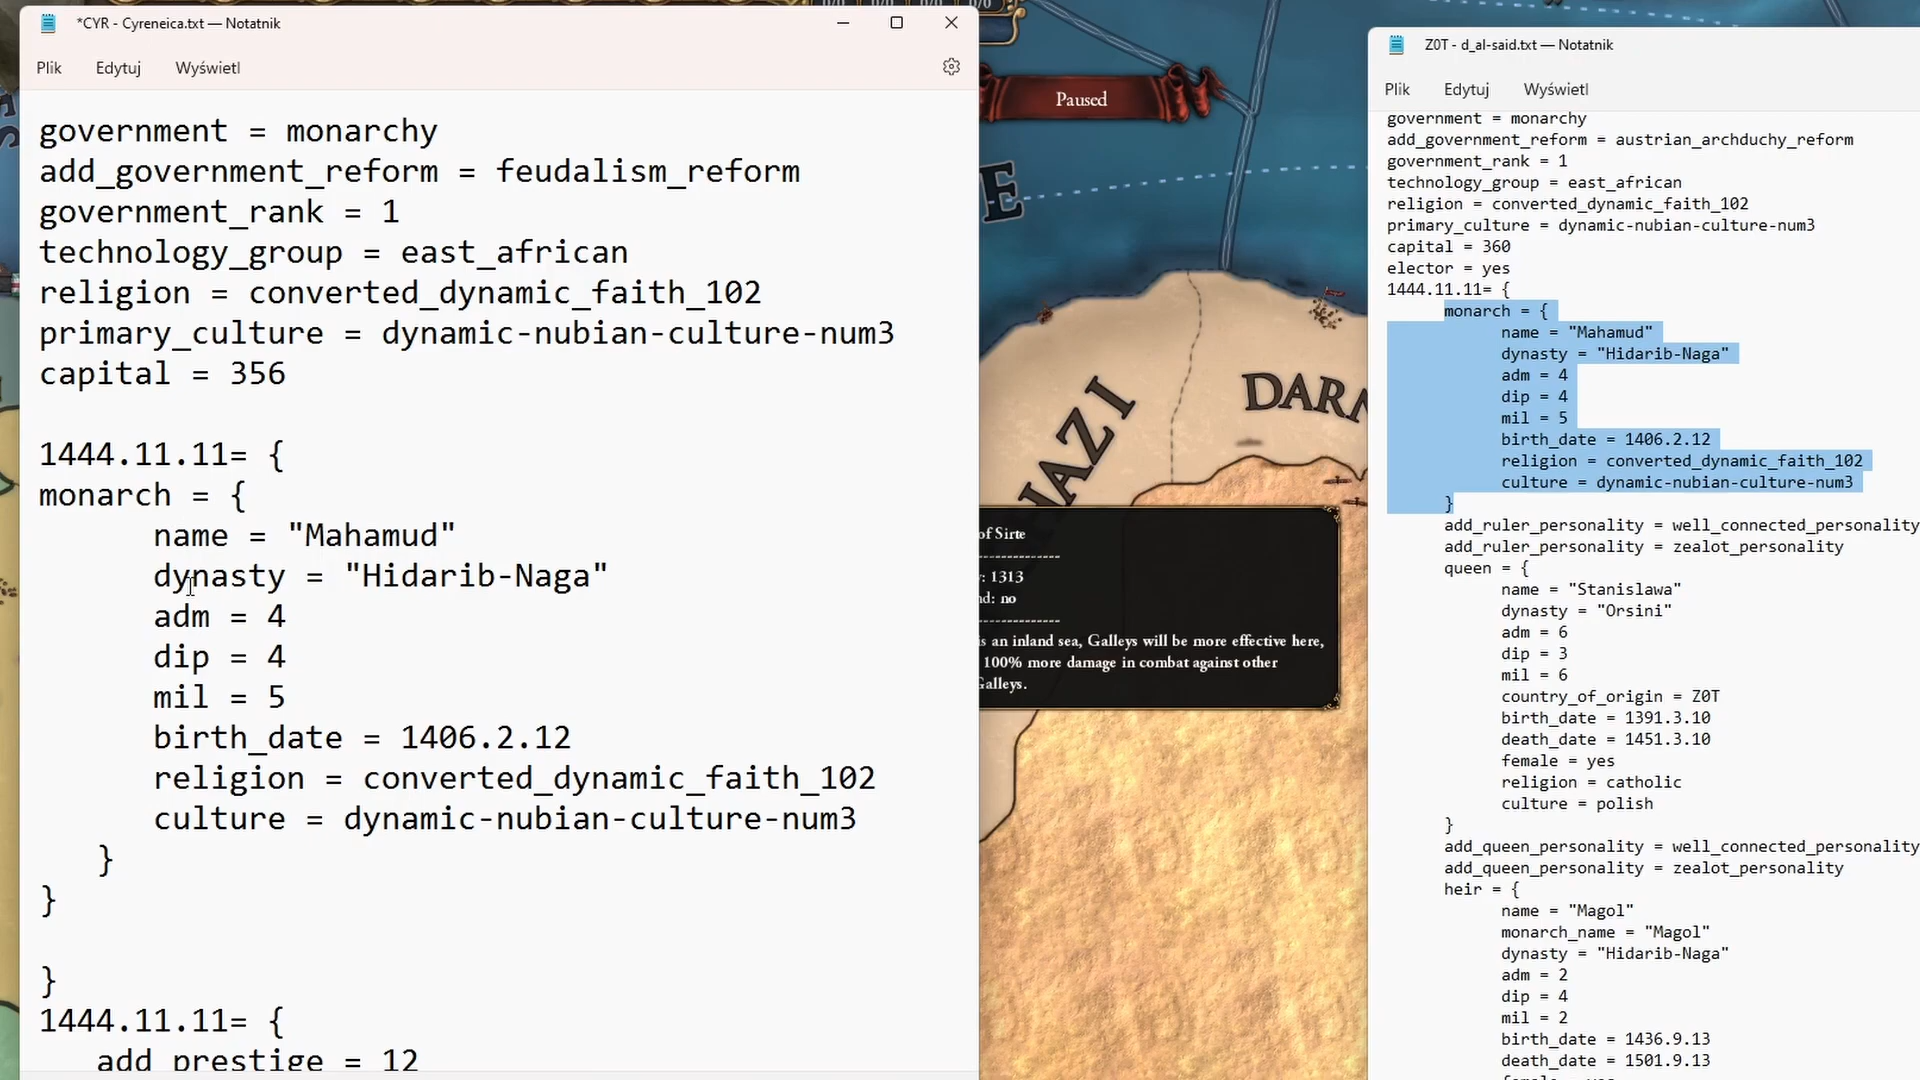 *CYR - Cyreneica.txt — Notatnik
Plik Edytuj Wyświetl
government = monarchy
add_government_reform = feudalism_reform
government_rank = 1
technology_group = east_african
religion = converted_dynamic_faith_102
primary_culture = dynamic-nubian-culture-num3
capital = 356
1444.11.11= {
monarch = {
name = "Mahamud"
dynasty = "Hidarib-Naga"
adm = 4
dip = 4
mil = 5
birth_date = 1406.2.12
religion = converted_dynamic_faith_102
culture = dynamic-nubian-culture-num3
}
}
}
1444.11.11= {
add_prestige = 12
Paused
E
AZI
DARN
of Sirte
--------------
: 1313
nd: no
--------------
is an inland sea, Galleys will be more effective here,
100% more damage in combat against other
Galleys.
Z0T - d_al-said.txt — Notatnik
Plik Edytuj Wyświetl
government = monarchy
add_government_reform = austrian_archduchy_reform
government_rank = 1
technology_group = east_african
religion = converted_dynamic_faith_102
primary_culture = dynamic-nubian-culture-num3
capital = 360
elector = yes
1444.11.11= {
monarch = {
name = "Mahamud"
dynasty = "Hidarib-Naga"
adm = 4
dip = 4
mil = 5
birth_date = 1406.2.12
religion = converted_dynamic_faith_102
culture = dynamic-nubian-culture-num3
}
add_ruler_personality = well_connected_personality
add_ruler_personality = zealot_personality
queen = {
name = "Stanislawa"
dynasty = "Orsini"
adm = 6
dip = 3
mil = 6
country_of_origin = Z0T
birth_date = 1391.3.10
death_date = 1451.3.10
female = yes
religion = catholic
culture = polish
}
add_queen_personality = well_connected_personality
add_queen_personality = zealot_personality
heir = {
name = "Magol"
monarch_name = "Magol"
dynasty = "Hidarib-Naga"
adm = 2
dip = 4
mil = 2
birth_date = 1436.9.13
death_date = 1501.9.13